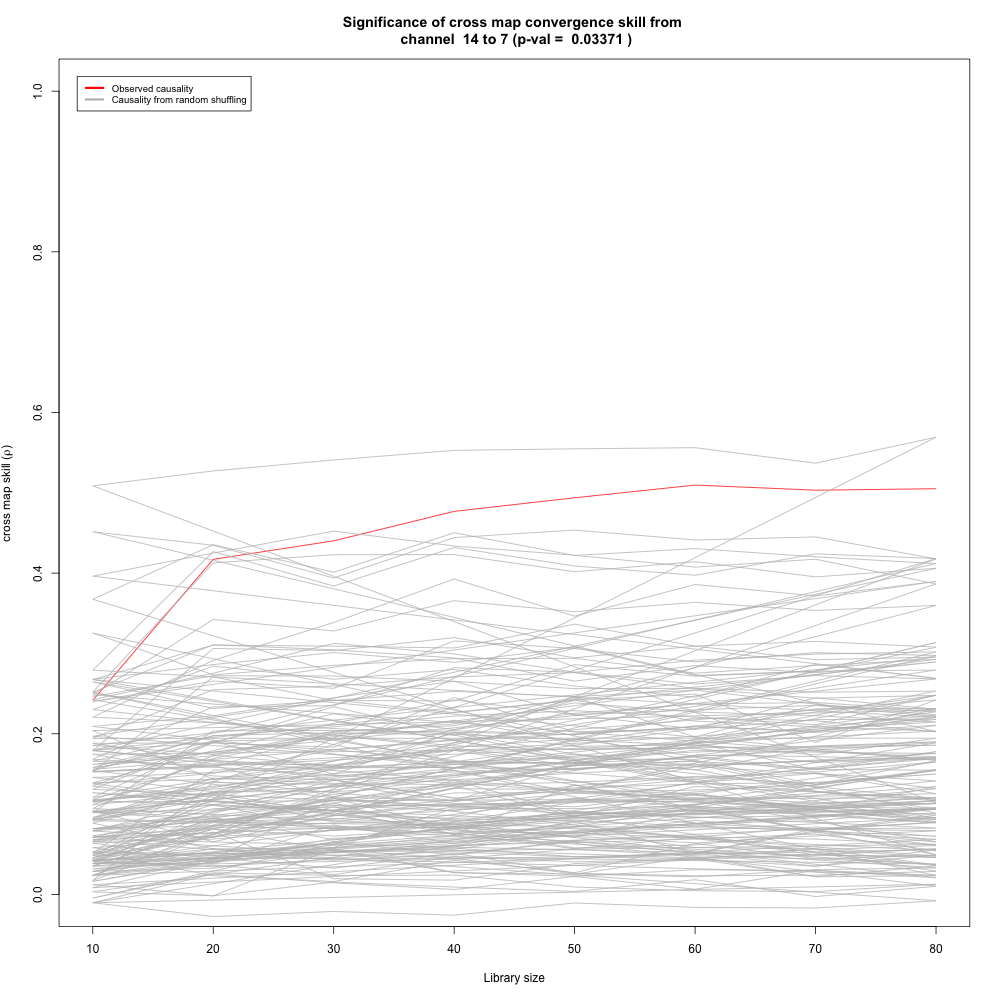 Significance of cross map convergence skill from
channel 14 to 7 (p-val = 0.03371 )
Observed causality
Causality from random shuffling
1.0
0.8
0.6
0.4
0.2
0.0
cross map skill (ρ)
10 20 30 40 50 60 70 80
Library size